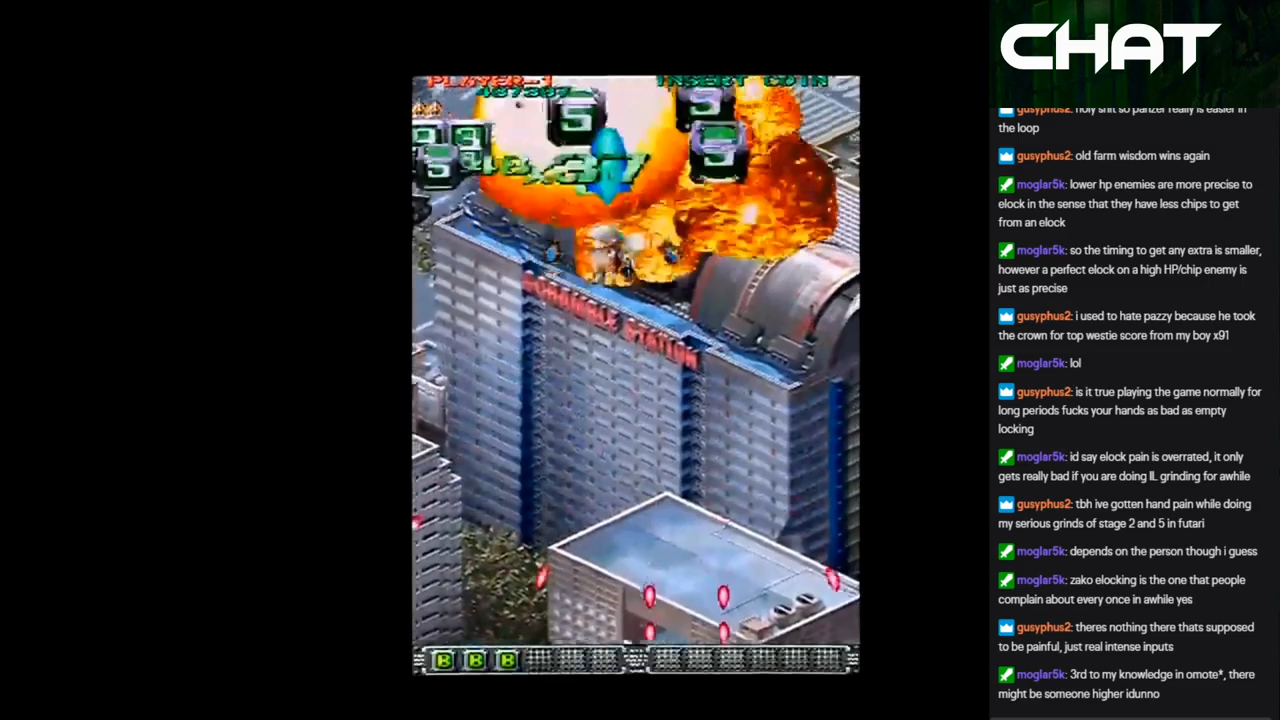 CHAT
PLAYER-1
INSERT COIN
gusyphus2: holy shit so panzer really is easier in
the loop
gusyphus2: old farm wisdom wins again
moglar5k: lower hp enemies are more precise to
elock in the sense that they have less chips to get
from an elock
moglar5k: so the timing to get any extra is smaller,
however a perfect elock on a high HP/chip enemy is
just as precise
gusyphus2: i used to hate pazzy because he took
the crown for top westie score from my boy x91
moglar5k: lol
gusyphus2: is it true playing the game normally for
long periods fucks your hands as bad as empty
locking
moglar5k: id say elock pain is overrated, it only
gets really bad if you are doing IL grinding for awhile
gusyphus2: tbh ive gotten hand pain while doing
my serious grinds of stage 2 and 5 in futari
moglar5k: depends on the person though i guess
moglar5k: zako elocking is the one that people
complain about every once in awhile yes
gusyphus2: theres nothing there thats supposed
to be painful, just real intense inputs
moglar5k: 3rd to my knowledge in omote*, there
might be someone higher idunno
5
5
5
3
5
STATION
B B B